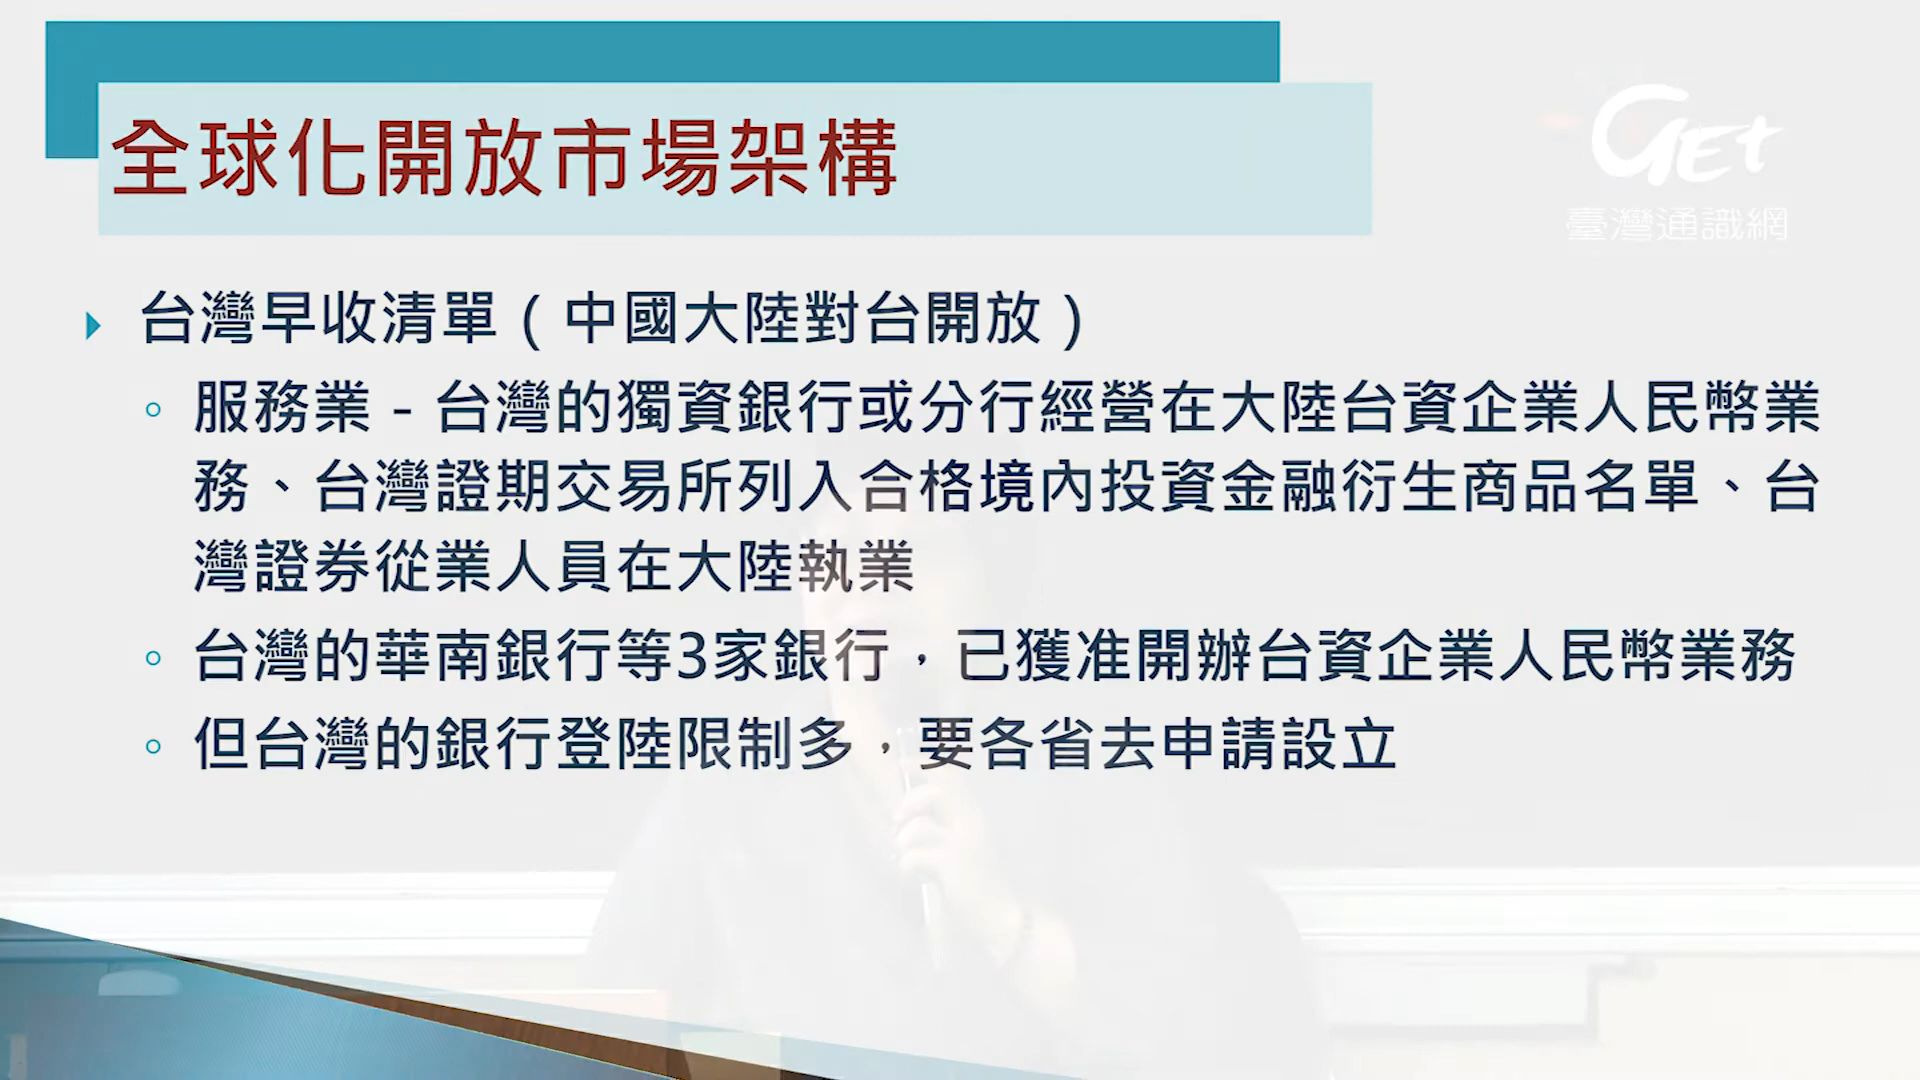 全球化開放市場架構
GET
臺灣通識網
台灣早收清單(中國大陸對台開放)
服務業-台灣的獨資銀行或分行經營在大陸台資企業人民幣業
務、台灣證期交易所列入合格境內投資金融衍生商品名單、台
灣證券從業人員在大陸執業
台灣的華南銀行等3家銀行，已獲准開辦台資企業人民幣業務
但台灣的銀行登陸限制多，要各省去申請設立